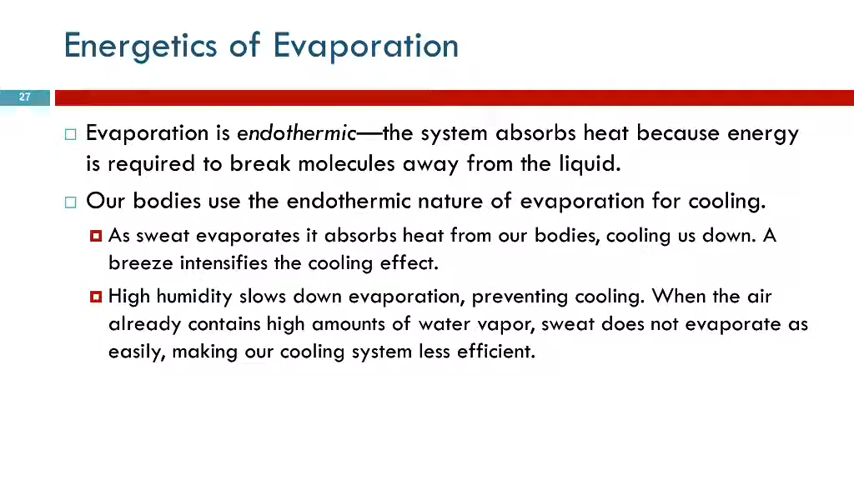 Energetics of Evaporation
27
Evaporation is endothermic—the system absorbs heat because energy
is required to break molecules away from the liquid.
Our bodies use the endothermic nature of evaporation for cooling.
As sweat evaporates it absorbs heat from our bodies, cooling us down. A
breeze intensifies the cooling effect.
High humidity slows down evaporation, preventing cooling. When the air
already contains high amounts of water vapor, sweat does not evaporate as
easily, making our cooling system less efficient.